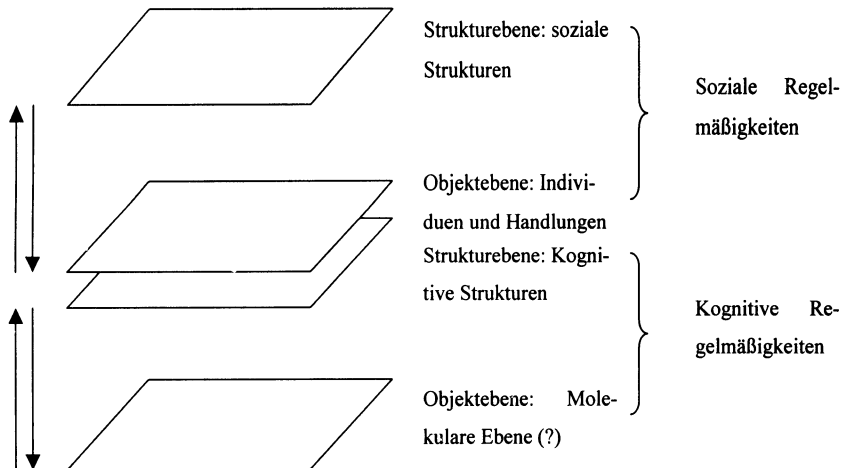 Strukturebene: soziale
Strukturen
Soziale Regel-
mäßigkeiten
Objektebene: Indivi-
duen und Handlungen
Strukturebene: Kogni-
tive Strukturen
Kognitive Re-
gelmäßigkeiten
Objektebene: Mole-
kulare Ebene (?)